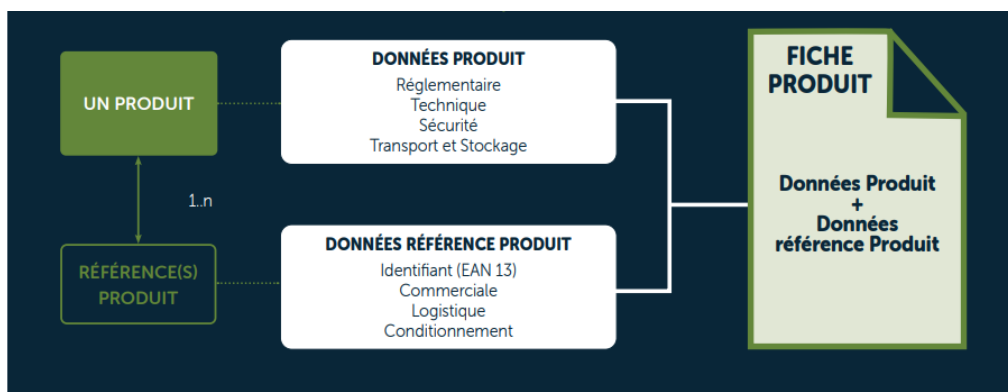 UN PRODUIT
DONNÉES PRODUIT
Réglementaire
Technique
Sécurité
Transport et Stockage
1..n
RÉFÉRENCE(S)
PRODUIT
DONNÉES RÉFÉRENCE PRODUIT
Identifiant (EAN 13)
Commerciale
Logistique
Conditionnement
FICHE
PRODUIT
Données Produit
+
Données
référence Produit